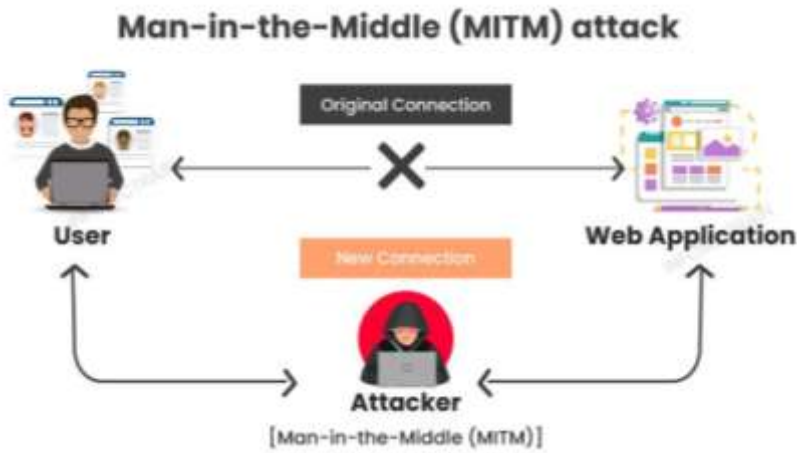 Man-in-the-Middle (MITM) attack
Original Connection
User
Web Application
New Connection
Attacker
[Man-in-the-Middle (MITM)]